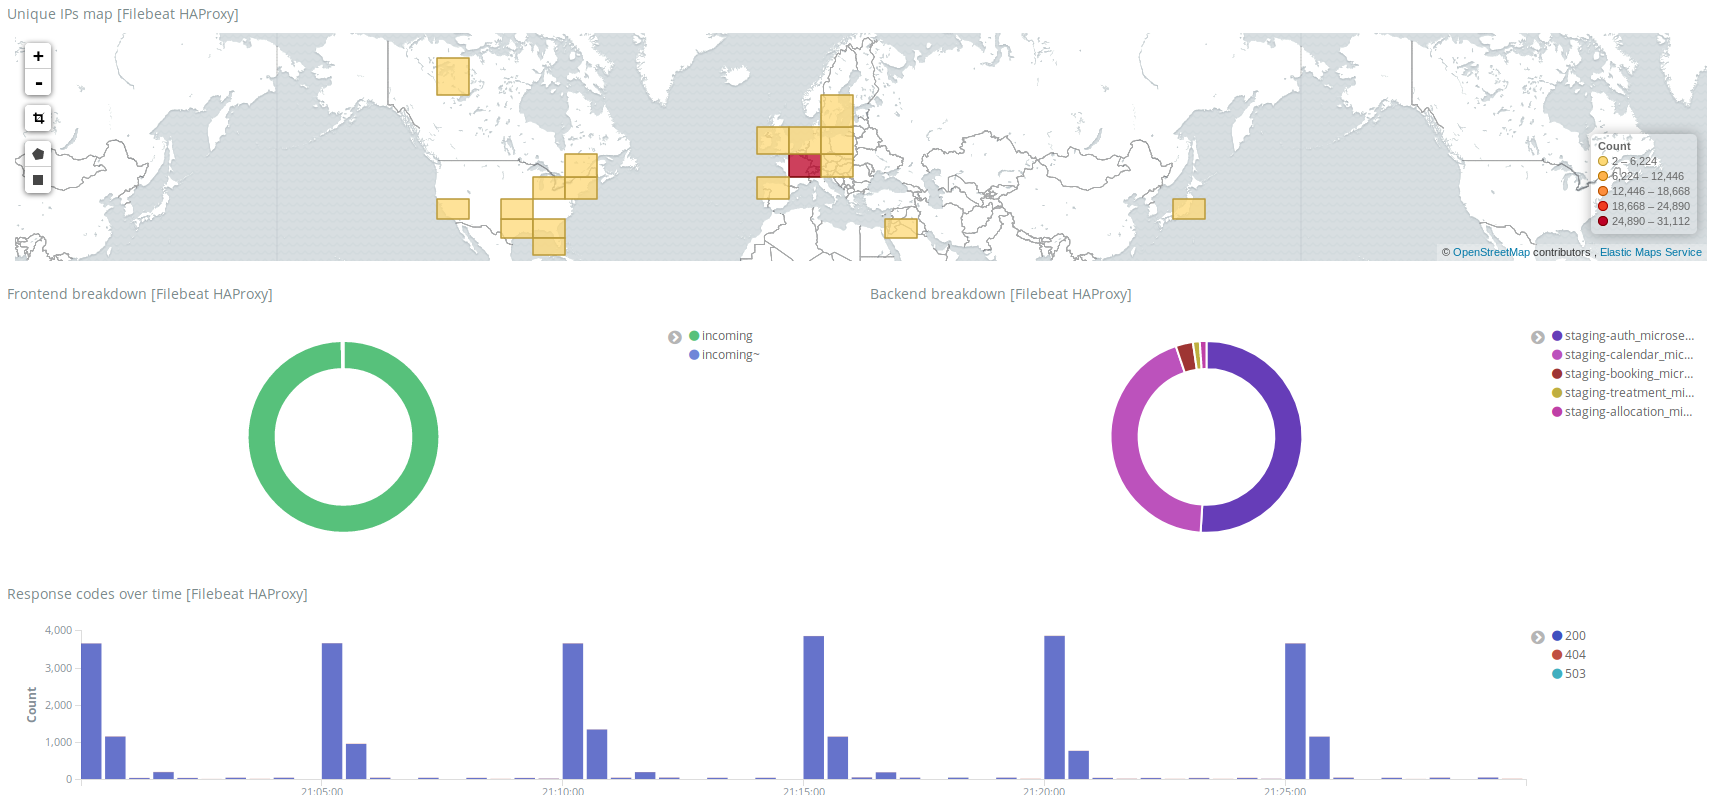 Unique IPs map [Filebeat HAProxy]
+
-
Count
2 – 6,224
6,224 – 12,446
12,446 – 18,668
18,668 – 24,890
24,890 – 31,112
© OpenStreetMap contributors , Elastic Maps Service
Frontend breakdown [Filebeat HAProxy]
incoming
incoming~
Backend breakdown [Filebeat HAProxy]
staging-auth_microse...
staging-calendar_mic...
staging-booking_micr...
staging-treatment_mi...
staging-allocation_mi...
Response codes over time [Filebeat HAProxy]
4,000
3,000
2,000
1,000
0
Count
21:05:00
21:10:00
21:15:00
21:20:00
21:25:00
200
404
503